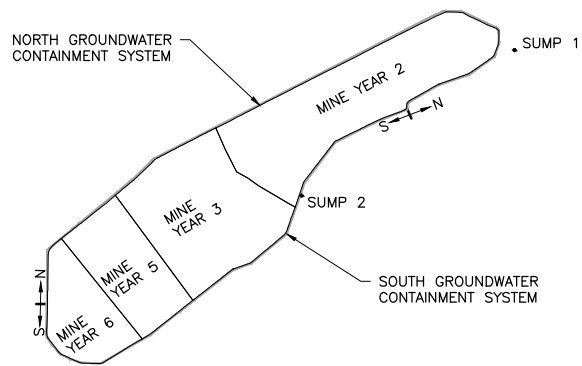 NORTH GROUNDWATER
CONTAINMENT SYSTEM
SUMP 1
MINE YEAR 2
S
N
SUMP 2
MINE
YEAR 3
MINE
YEAR 5
N
S
MINE
YEAR 6
SOUTH GROUNDWATER
CONTAINMENT SYSTEM